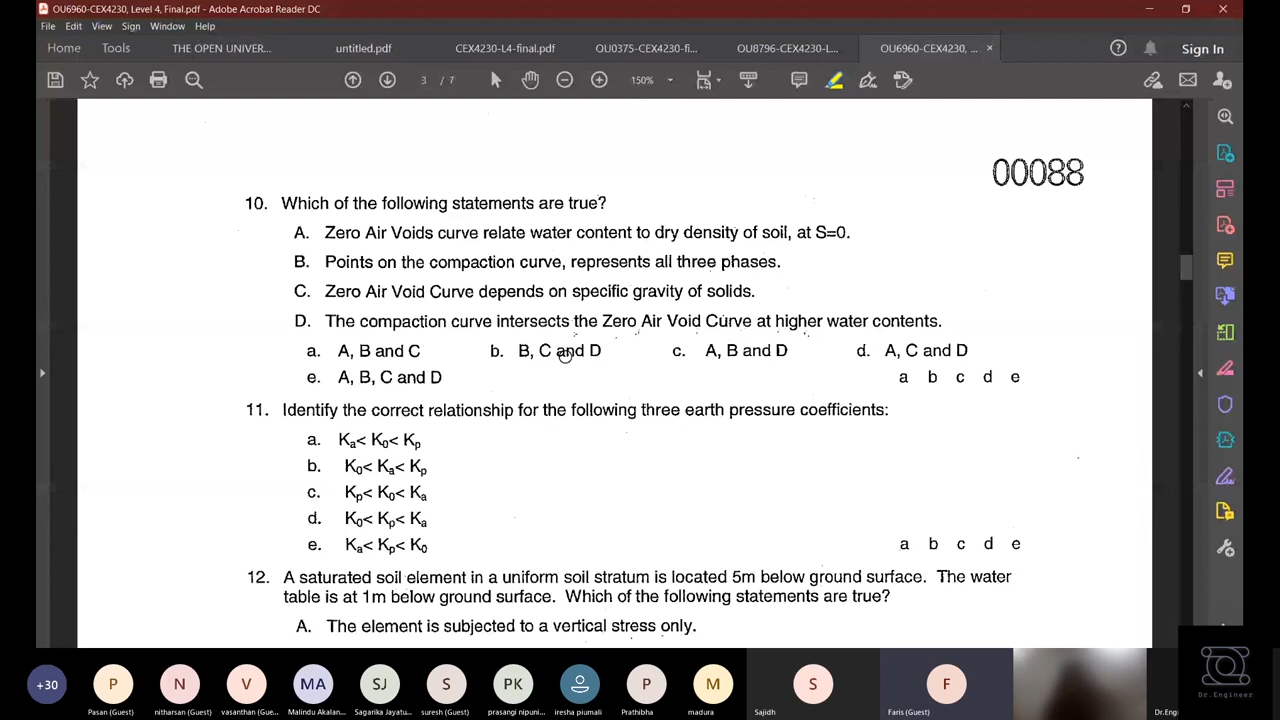 OU6960-CEX4230, Level 4, Final.pdf - Adobe Acrobat Reader DC
File Edit View Sign Window Help
Home Tools THE OPEN UNIVER... untitled.pdf CEX4230-L4-final.pdf OU0375-CEX4230-fi... OU8796-CEX4230-L... OU6960-CEX4230, ... × Sign In
3 / 7 150%
00088
10. Which of the following statements are true?
A. Zero Air Voids curve relate water content to dry density of soil, at S=0.
B. Points on the compaction curve, represents all three phases.
C. Zero Air Void Curve depends on specific gravity of solids.
D. The compaction curve intersects the Zero Air Void Curve at higher water contents.
a. A, B and C b. B, C and D c. A, B and D d. A, C and D
e. A, B, C and D a b c d e
11. Identify the correct relationship for the following three earth pressure coefficients:
a. Ka< K0< Kp
b. K0< Ka< Kp
c. Kp< K0< Ka
d. K0< Kp< Ka
e. Ka< Kp< K0 a b c d e
12. A saturated soil element in a uniform soil stratum is located 5m below ground surface. The water
table is at 1m below ground surface. Which of the following statements are true?
A. The element is subjected to a vertical stress only.
+30 P N V MA SJ S PK P M S F
Pasan (Guest) nitharsan (Guest) vasanthan (Gue... Malindu Akalan... Sagarika Jayatu... suresh (Guest) prasangi nipuni... iresha piumali Prathibha madura Sajidh Faris (Guest) Dr.Eng
Dr.Engineer